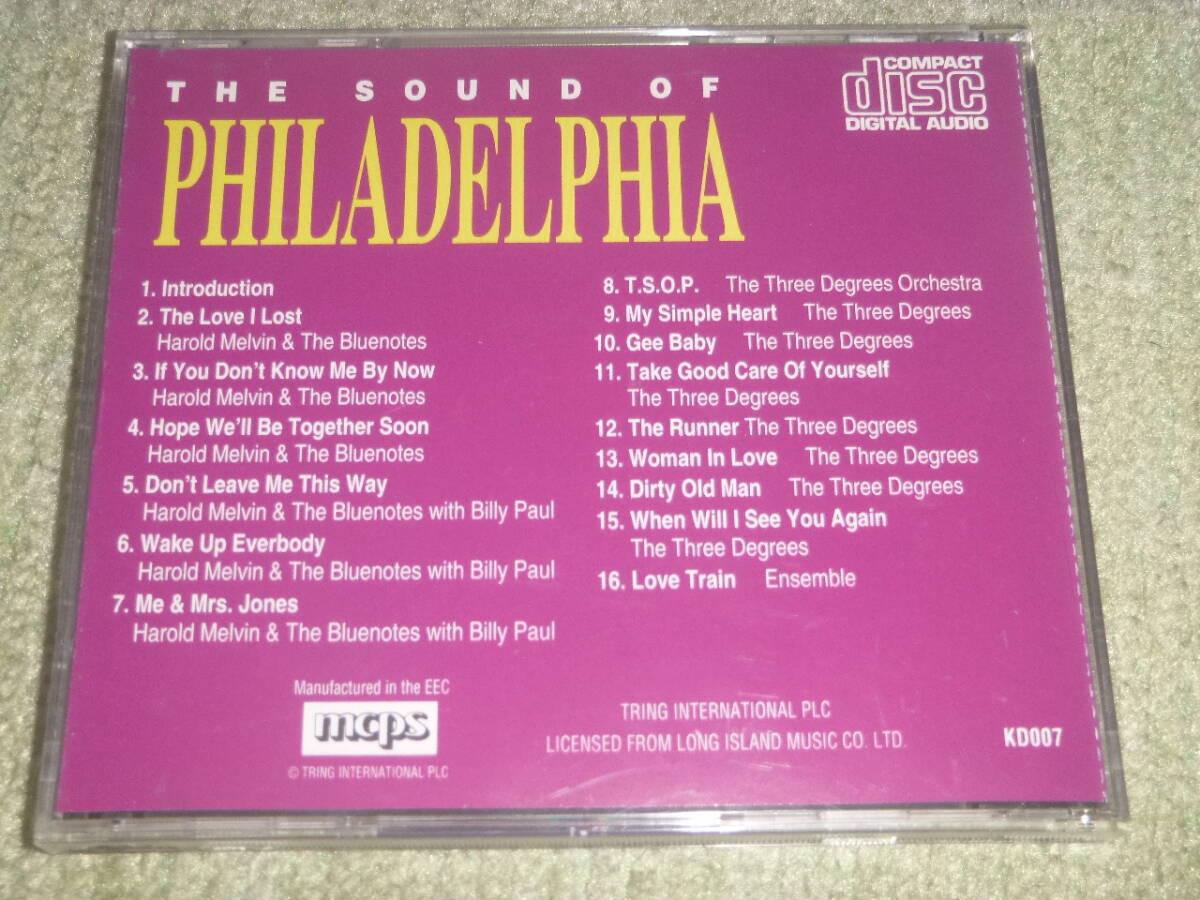 THE SOUND OF
PHILADELPHIA
COMPACT
disc
DIGITAL AUDIO
1. Introduction
2. The Love I Lost
Harold Melvin & The Bluenotes
3. If You Don't Know Me By Now
Harold Melvin & The Bluenotes
4. Hope We'll Be Together Soon
Harold Melvin & The Bluenotes
5. Don't Leave Me This Way
Harold Melvin & The Bluenotes with Billy Paul
6. Wake Up Everbody
Harold Melvin & The Bluenotes with Billy Paul
7. Me & Mrs. Jones
Harold Melvin & The Bluenotes with Billy Paul
8. T.S.O.P. The Three Degrees Orchestra
9. My Simple Heart The Three Degrees
10. Gee Baby The Three Degrees
11. Take Good Care Of Yourself
The Three Degrees
12. The Runner The Three Degrees
13. Woman In Love The Three Degrees
14. Dirty Old Man The Three Degrees
15. When Will I See You Again
The Three Degrees
16. Love Train Ensemble
Manufactured in the EEC
mcps
© TRING INTERNATIONAL PLC
TRING INTERNATIONAL PLC
LICENSED FROM LONG ISLAND MUSIC CO. LTD.
KD007